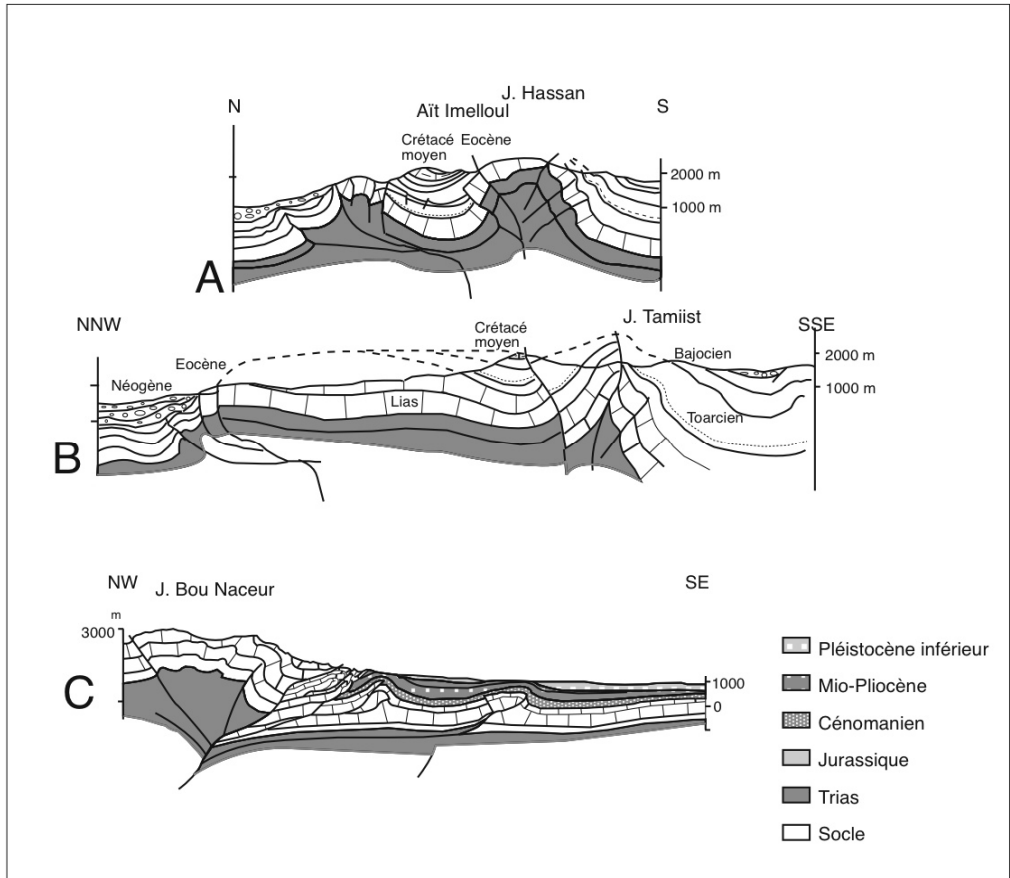 J. Hassan
N
Aït Imelloul
S
Crétacé Eocène
moyen
2000 m
1000 m
A
NNW
J. Tamiist
SSE
Crétacé
moyen
Bajocien
Eocène
2000 m
Néogène
1000 m
Lias
Toarcien
B
NW
J. Bou Naceur
SE
m
3000
Pléistocène inférieur
C
1000
Mio-Pliocène
0
Cénomanien
Jurassique
Trias
Socle